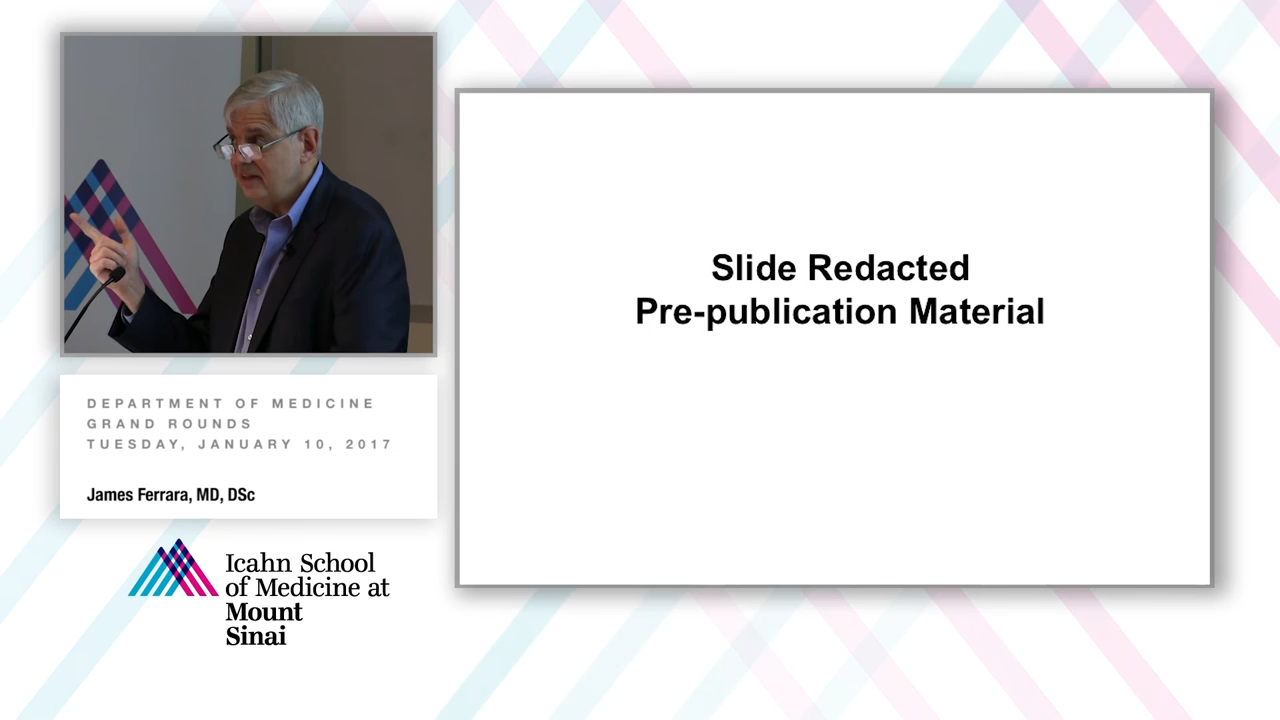 DEPARTMENT OF MEDICINE
GRAND ROUNDS
TUESDAY, JANUARY 10, 2017
James Ferrara, MD, DSc
Icahn School
of Medicine at
Mount
Sinai
Slide Redacted
Pre-publication Material